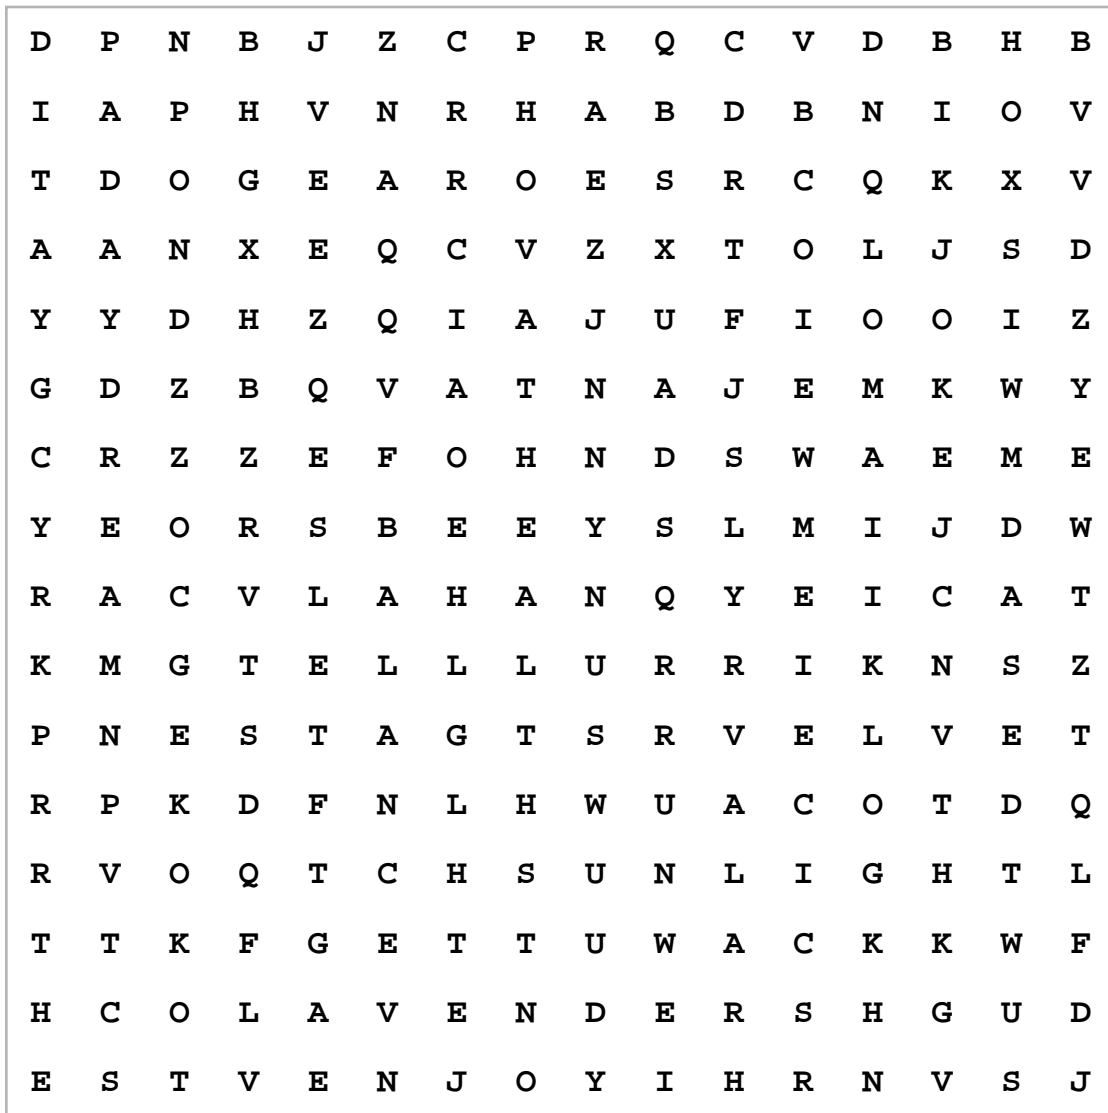 D P N B J Z C P R Q C V D B H B
I A P H V N R H A B D B N I O V
T D O G E A R O E S R C Q K X V
A A N X E Q C V Z X T O L J S D
Y Y D H Z Q I A J U F I O O I Z
G D Z B Q V A T N A J E M K W Y
C R Z Z E F O H N D S W A E M E
Y E O R S B E E Y S L M I J D W
R A C V L A H A N Q Y E I C A T
K M G T E L L L U R R I K N S Z
P N E S T A G T S R V E L V E T
R P K D F N L H W U A C O T D Q
R V O Q T C H S U N L I G H T L
T T K F G E T T U W A C K K W F
H C O L A V E N D E R S H G U D
E S T V E N J O Y I H R N V S J